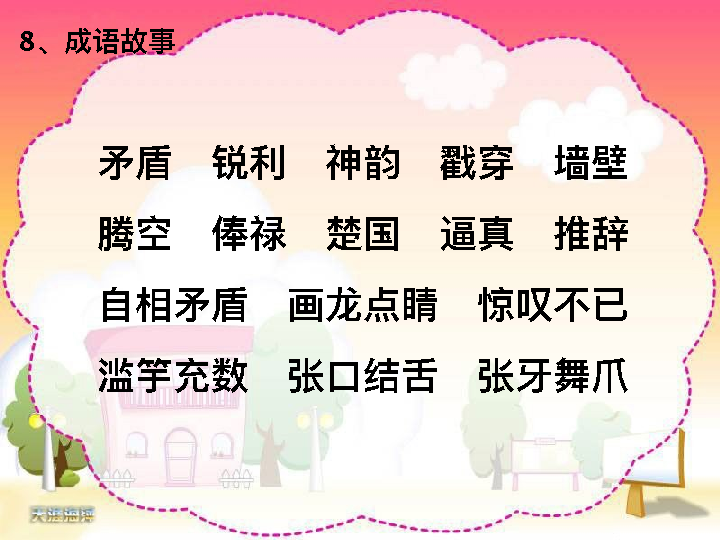 8、成语故事
矛盾 锐利 神韵 戳穿 墙壁
腾空 俸禄 楚国 逼真 推辞
自相矛盾 画龙点睛 惊叹不已
滥竽充数 张口结舌 张牙舞爪